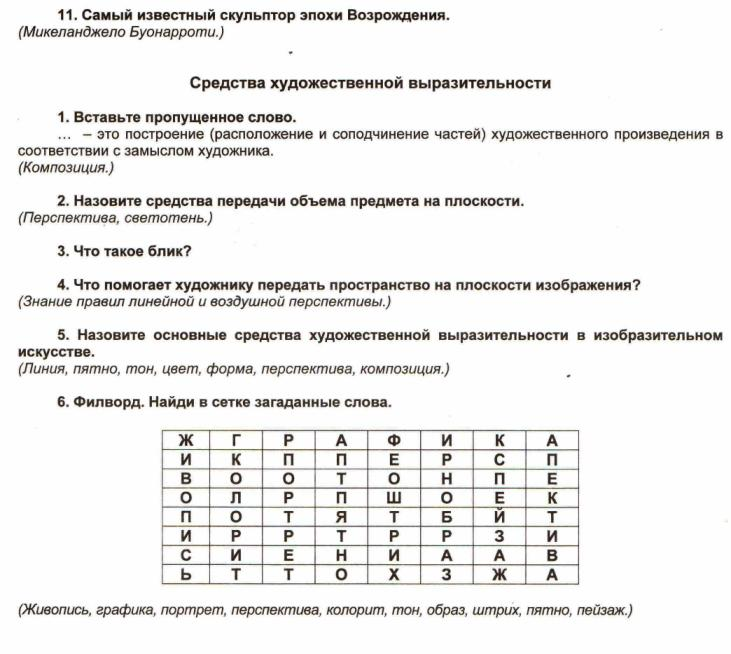 11. Самый известный скульптор эпохи Возрождения.
(Микеланджело Буонарроти.)
Средства художественной выразительности
1. Вставьте пропущенное слово.
... – это построение (расположение и соподчинение частей) художественного произведения в
соответствии с замыслом художника.
(Композиция.)
2. Назовите средства передачи объема предмета на плоскости.
(Перспектива, светотень.)
3. Что такое блик?
4. Что помогает художнику передать пространство на плоскости изображения?
(Знание правил линейной и воздушной перспективы.)
5. Назовите основные средства художественной выразительности в изобразительном
искусстве.
(Линия, пятно, тон, цвет, форма, перспектива, композиция.)
6. Филворд. Найди в сетке загаданные слова.
Ж Г Р А Ф И К А
И К П П Е Р С П
В О О Т О Н П Е
О Л Р П Ш О Е К
П О Т Я Т Б Й Т
И Р Р Т Р Р З И
С И Е Н И А А В
Ь Т Т О Х З Ж А
(Живопись, графика, портрет, перспектива, колорит, тон, образ, штрих, пятно, пейзаж.)